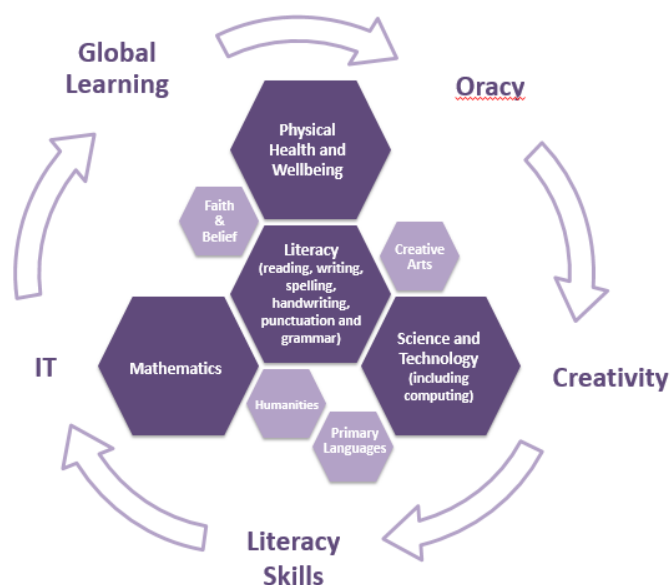 Global
Learning
Oracy
Physical
Health and
Wellbeing
Faith
&
Belief
Creative
Arts
Literacy
(reading, writing,
spelling,
handwriting,
punctuation and
grammar)
Mathematics
Science and
Technology
(including
computing)
IT
Creativity
Humanities
Primary
Languages
Literacy
Skills